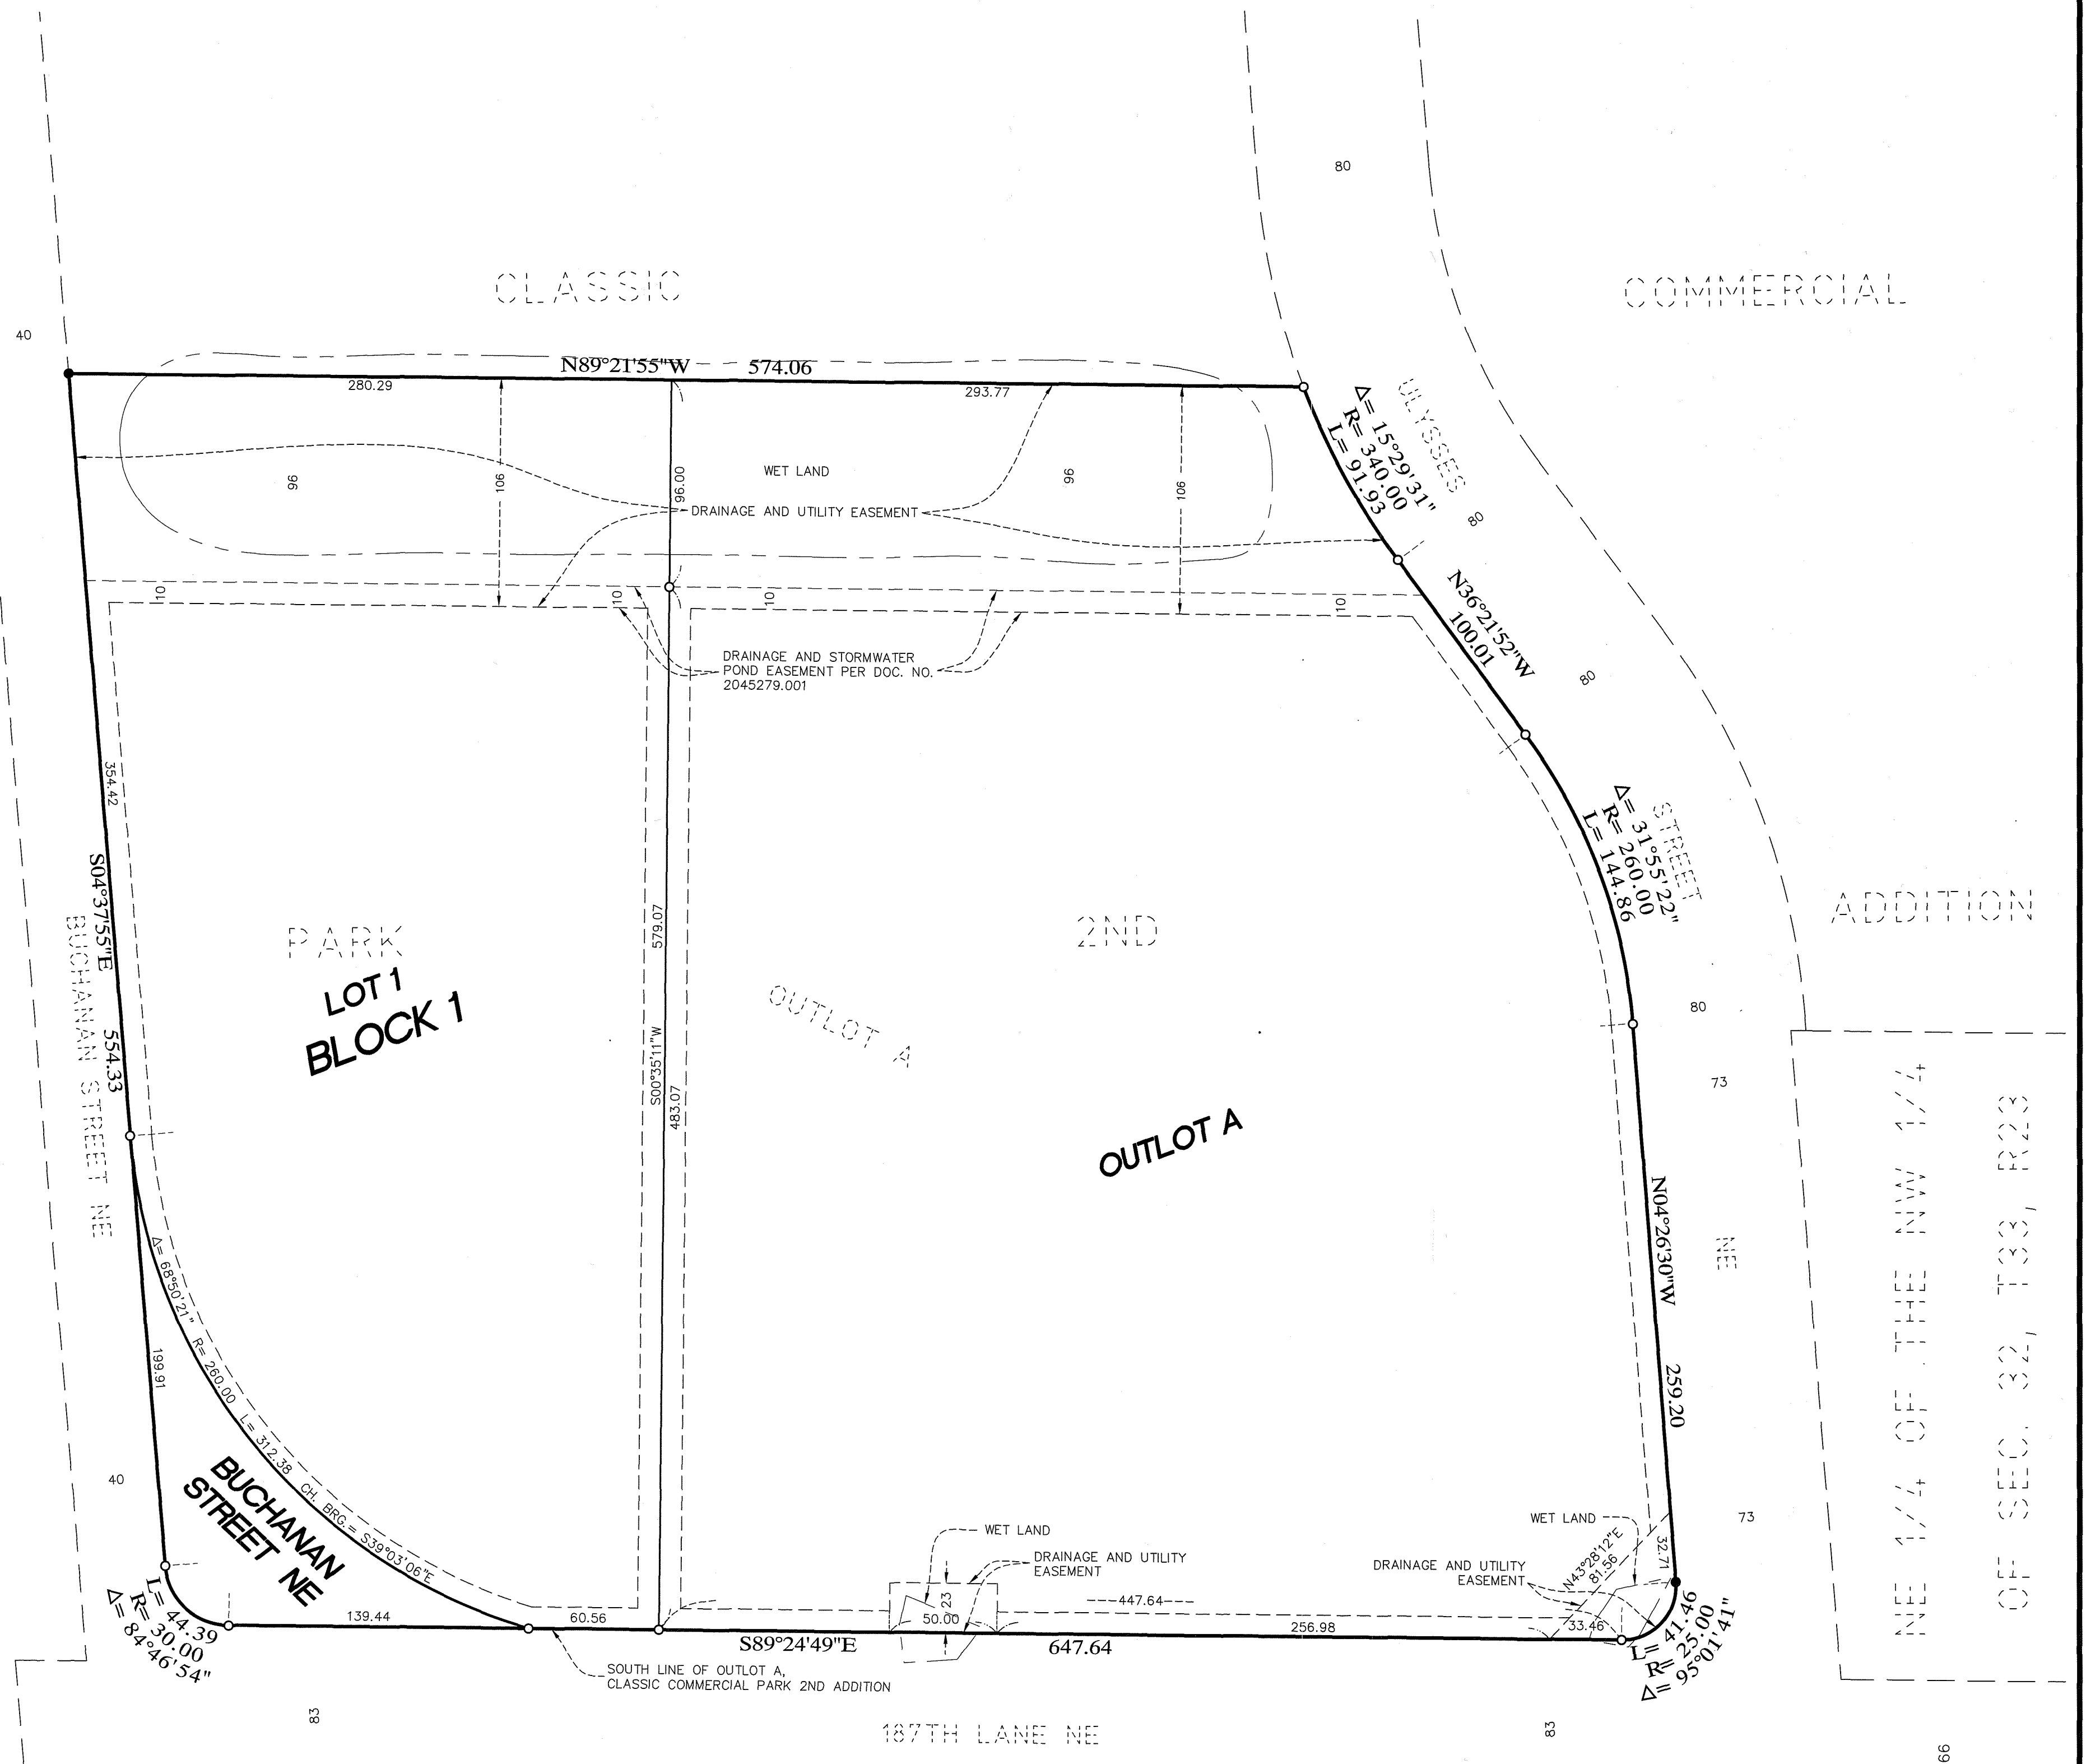 80
CLASSIC
COMMERCIAL
40
N89°21'55"W
574.06
280.29
293.77
ULYSSES
Δ= 15°29'31"
R= 340.00
L= 91.93
WET LAND
96
106
96.00
96
106
DRAINAGE AND UTILITY EASEMENT
80
10
10
10
10
N36°21'52"W
100.01
80
DRAINAGE AND STORMWATER
POND EASEMENT PER DOC. NO.
2045279.001
354.42
STREET
Δ= 31°55'22"
R= 260.00
L= 144.86
S04°37'55"E
554.33
BUCHANAN STREET NE
PARK
LOT 1
BLOCK 1
579.07
S00°35'11"W
483.07
2ND
OUTLOT A
OUTLOT A
ADDITION
80
73
NE 1/4 OF THE NW 1/4
OF SEC. 32, T33, R23
N04°26'30"W
259.20
NE
Δ= 68°50'21" R= 260.00 L= 312.38 CH. BRG.= S39°03'06"E
199.91
40
BUCHANAN
STREET NE
WET LAND
DRAINAGE AND UTILITY
EASEMENT
23
50.00
447.64
WET LAND
DRAINAGE AND UTILITY
EASEMENT
N43°28'12"E
81.56
32.71
73
L= 44.39
R= 30.00
Δ= 84°46'54"
139.44
60.56
S89°24'49"E
647.64
256.98
33.46
L= 41.46
R= 25.00
Δ= 95°01'41"
SOUTH LINE OF OUTLOT A,
CLASSIC COMMERCIAL PARK 2ND ADDITION
83
187TH LANE NE
83
66